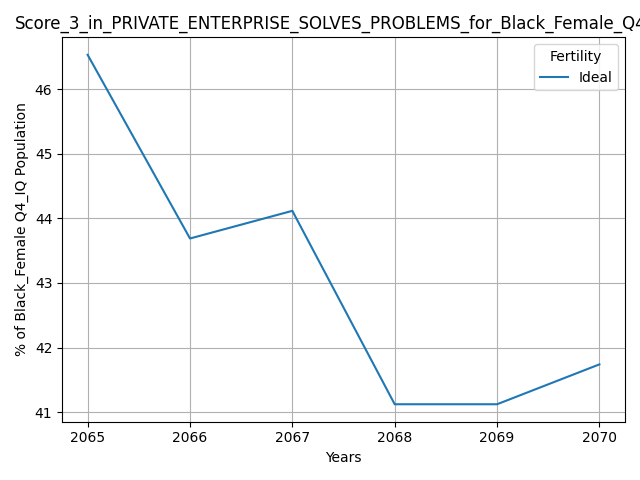 Score_3_in_PRIVATE_ENTERPRISE_SOLVES_PROBLEMS_for_Black_Female_Q4
Fertility
Ideal
% of Black_Female Q4_IQ Population
46
45
44
43
42
41
2065 2066 2067 2068 2069 2070
Years